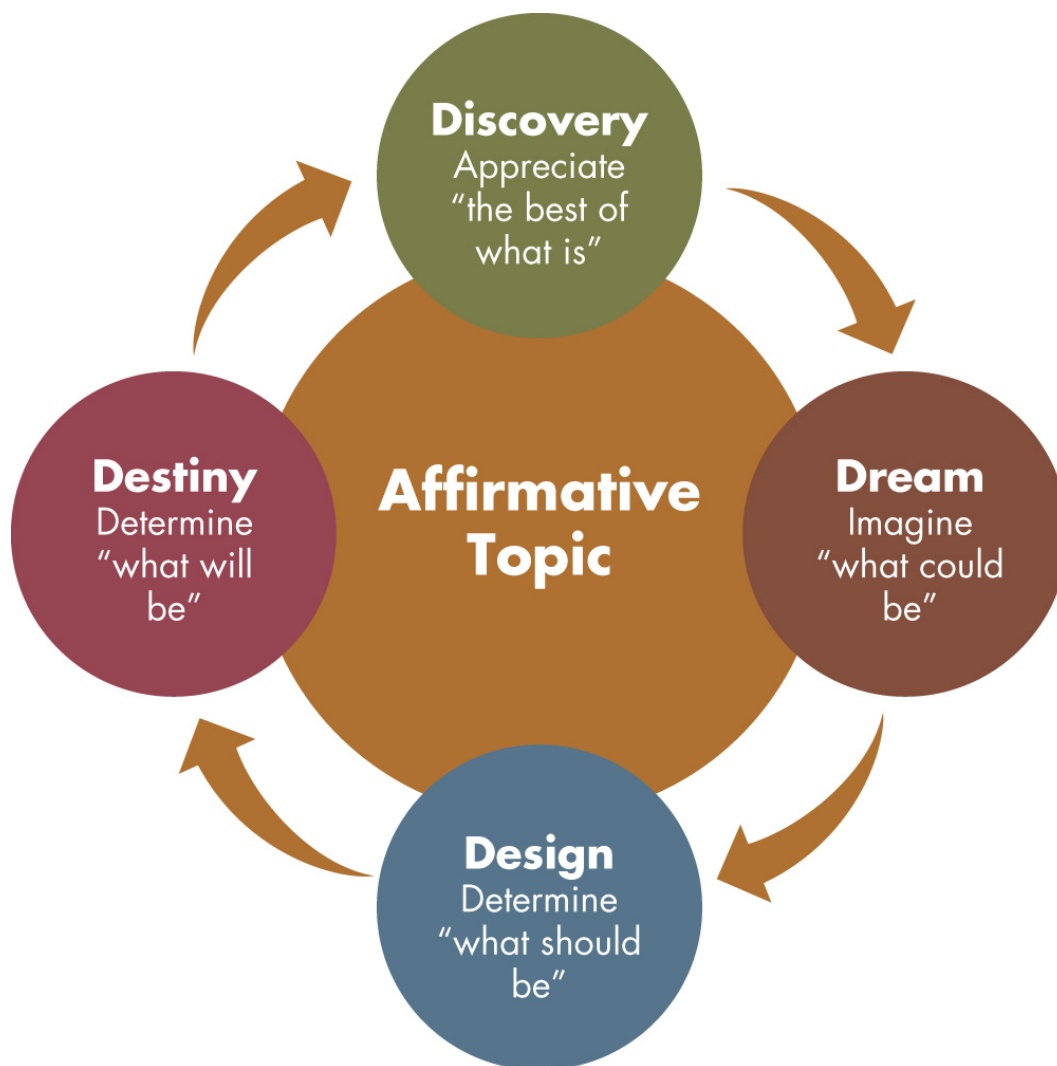 Discovery
Appreciate
“the best of
what is”
Dream
Imagine
“what could
be”
Design
Determine
“what should
be”
Destiny
Determine
“what will
be”
Affirmative
Topic